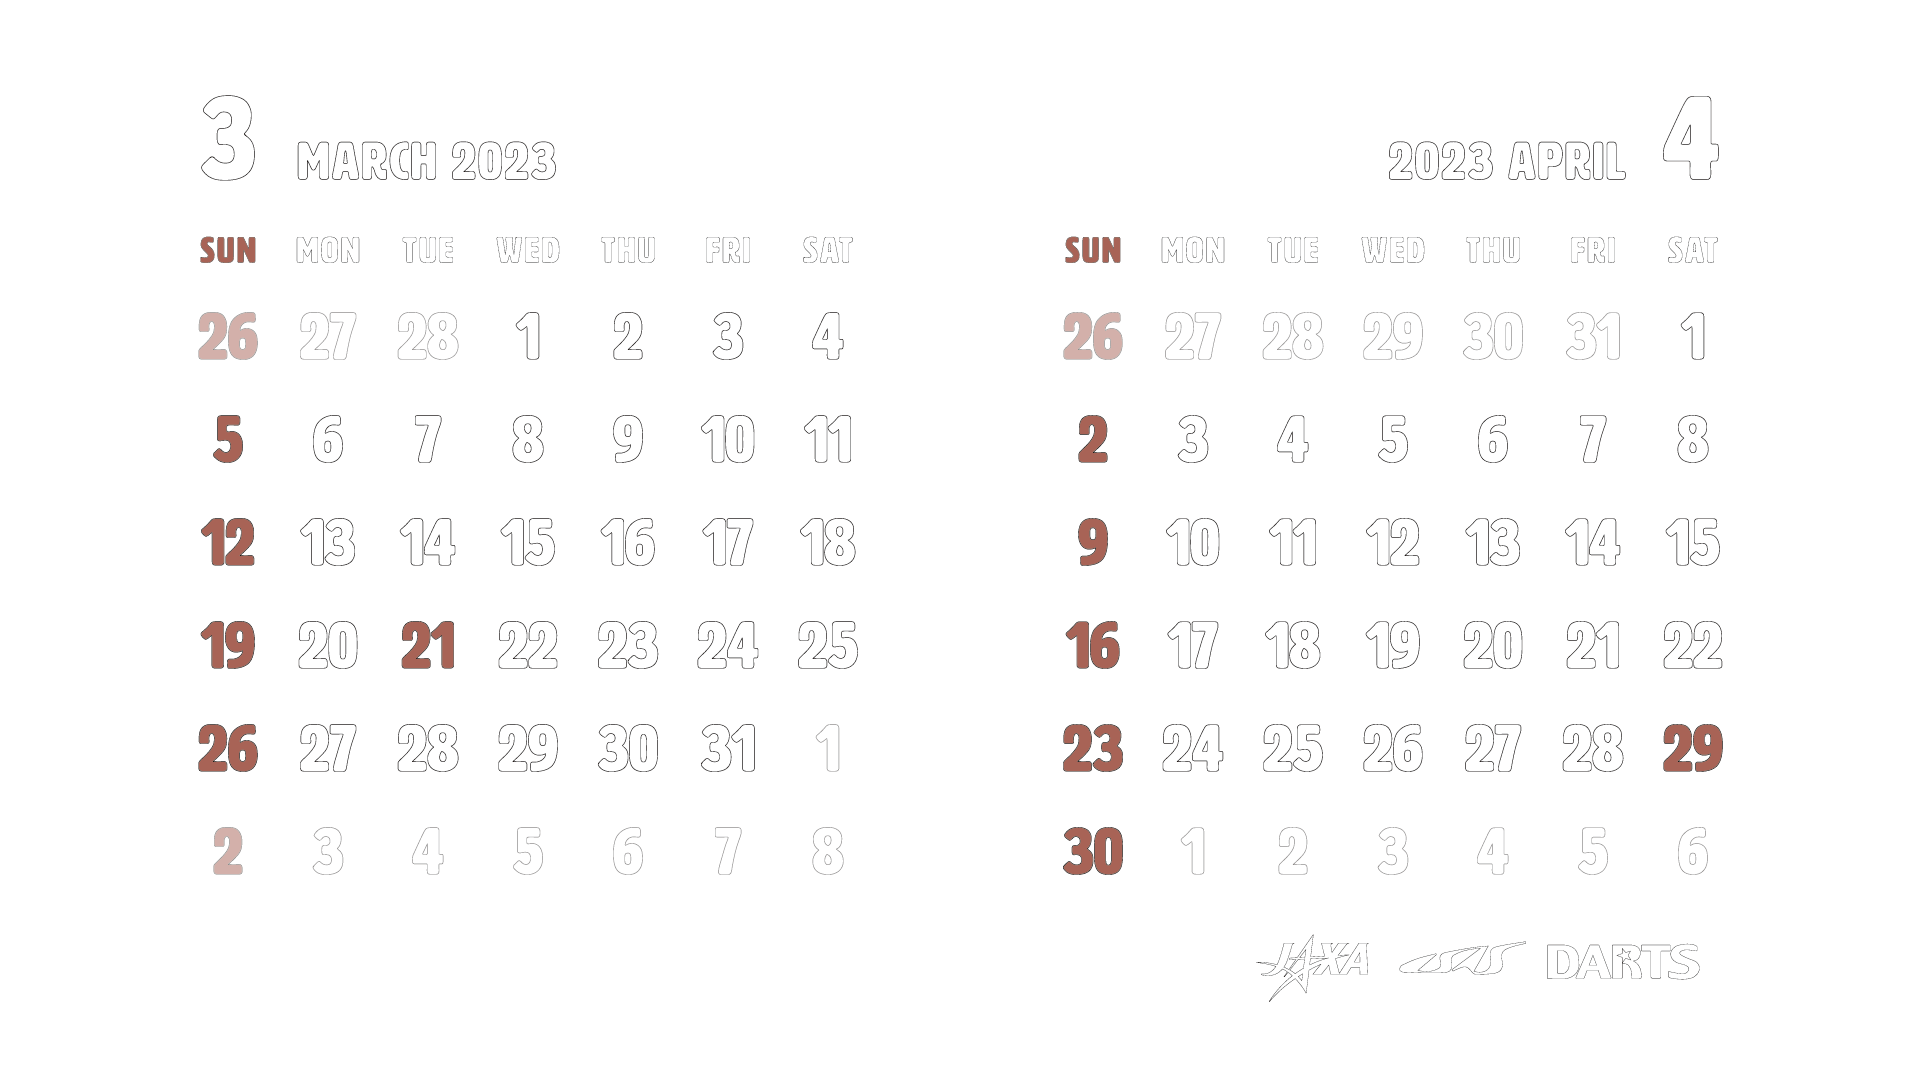 3 MARCH 2023
SUN MON TUE WED THU FRI SAT
26 27 28 1 2 3 4
5 6 7 8 9 10 11
12 13 14 15 16 17 18
19 20 21 22 23 24 25
26 27 28 29 30 31 1
2 3 4 5 6 7 8
2023 APRIL 4
SUN MON TUE WED THU FRI SAT
26 27 28 29 30 31 1
2 3 4 5 6 7 8
9 10 11 12 13 14 15
16 17 18 19 20 21 22
23 24 25 26 27 28 29
30 1 2 3 4 5 6
JAXA ISAS DARTS